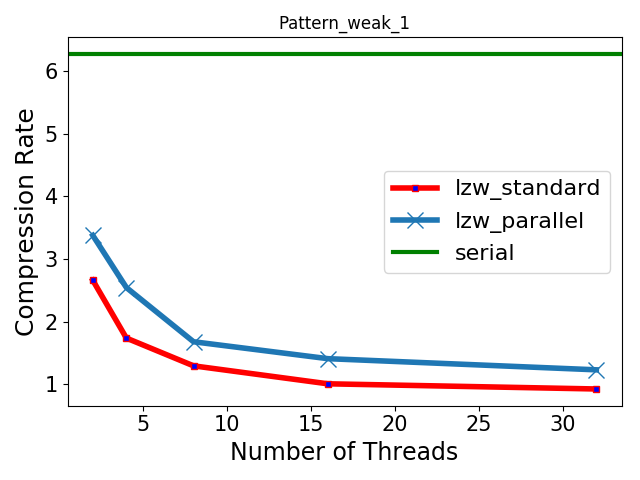 Pattern_weak_1
Compression Rate
6
5
4
3
2
1
lzw_standard
lzw_parallel
serial
5 10 15 20 25 30
Number of Threads